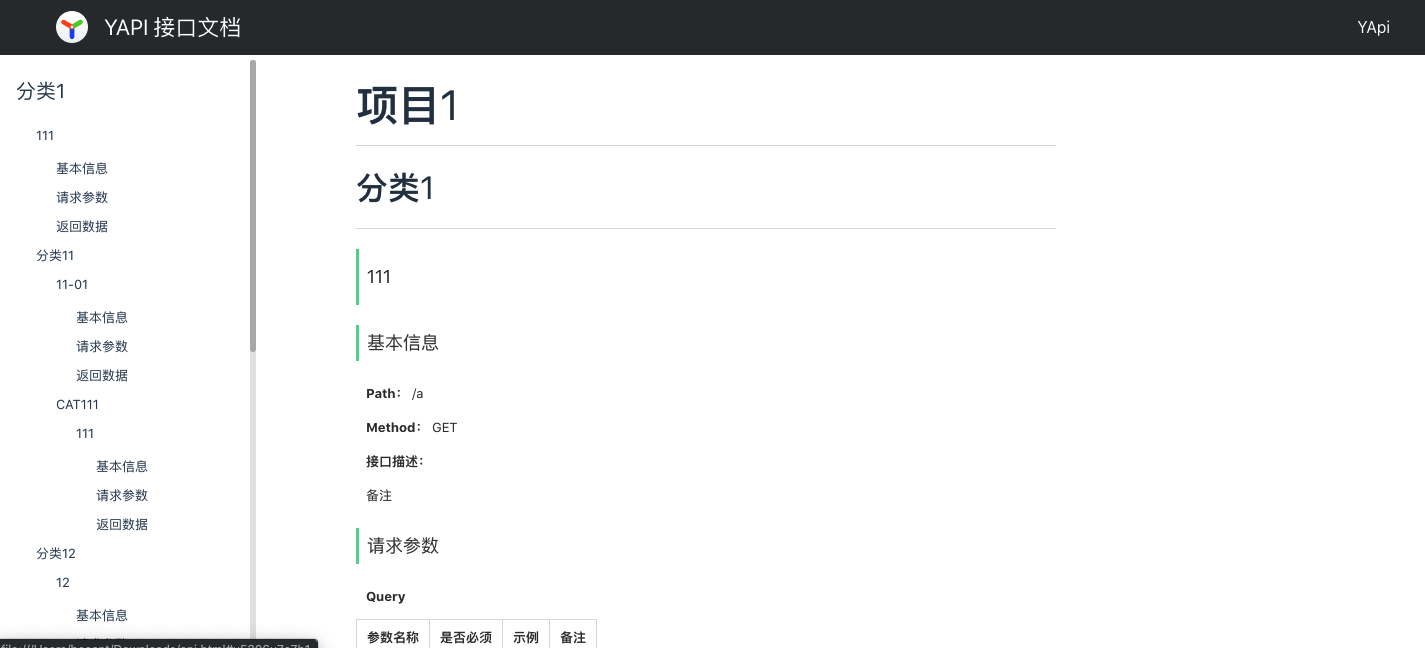 YAPI 接口文档
YApi
分类1
111
基本信息
请求参数
返回数据
分类11
11-01
基本信息
请求参数
返回数据
CAT111
111
基本信息
请求参数
返回数据
分类12
12
基本信息
项目1
分类1
111
基本信息
Path： /a
Method： GET
接口描述：
备注
请求参数
Query
参数名称 是否必须 示例 备注